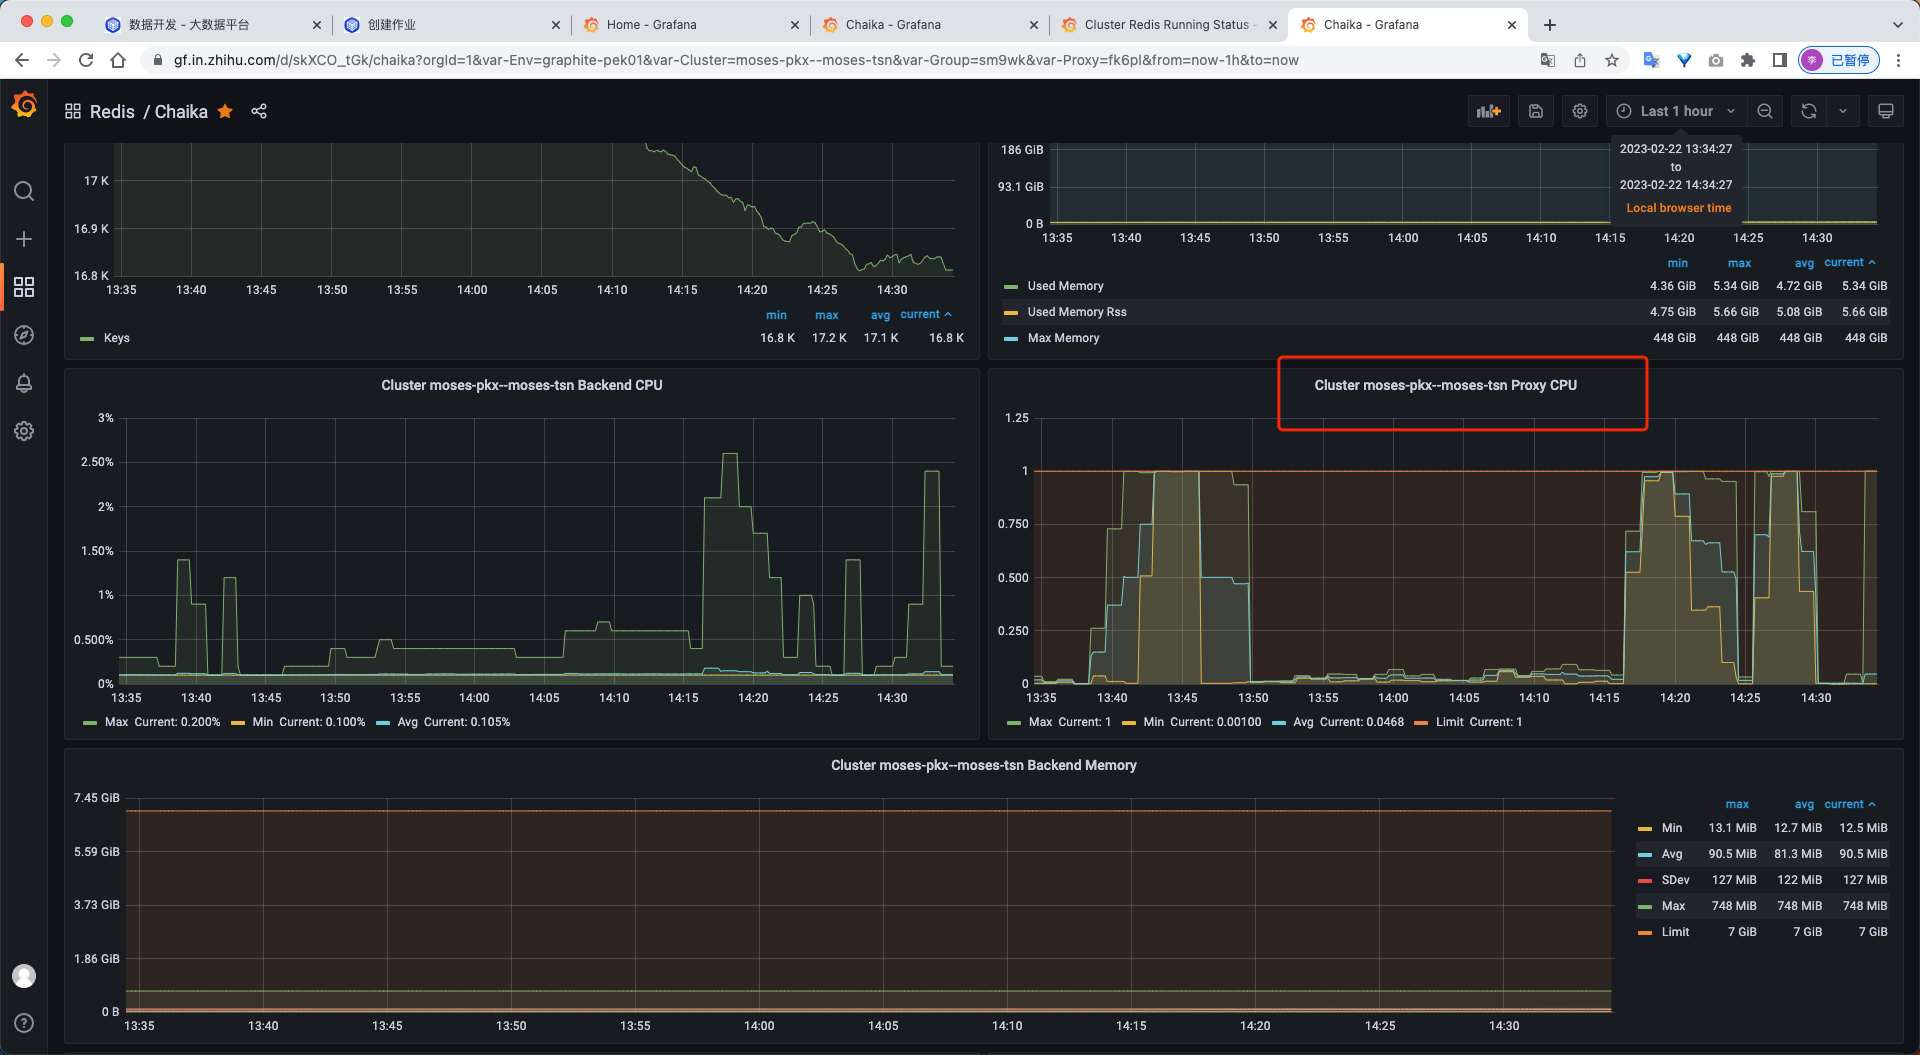 数据开发 - 大数据平台
创建作业
Home - Grafana
Chaika - Grafana
Cluster Redis Running Status -
Chaika - Grafana
gf.in.zhihu.com/d/skXCO_tGk/chaika?orgId=1&var-Env=graphite-pek01&var-Cluster=moses-pkx--moses-tsn&var-Group=sm9wk&var-Proxy=fk6pl&from=now-1h&to=now
李 已暂停
Redis / Chaika
Last 1 hour
2023-02-22 13:34:27
to
2023-02-22 14:34:27
Local browser time
17 K
16.9 K
16.8 K
13:35 13:40 13:45 13:50 13:55 14:00 14:05 14:10 14:15 14:20 14:25 14:30
min max avg current
Keys 16.8 K 17.2 K 17.1 K 16.8 K
186 GiB
93.1 GiB
0 B
13:35 13:40 13:45 13:50 13:55 14:00 14:05 14:10 14:15 14:20 14:25 14:30
min max avg current
Used Memory 4.36 GiB 5.34 GiB 4.72 GiB 5.34 GiB
Used Memory Rss 4.75 GiB 5.66 GiB 5.08 GiB 5.66 GiB
Max Memory 448 GiB 448 GiB 448 GiB 448 GiB
Cluster moses-pkx--moses-tsn Backend CPU
3%
2.50%
2%
1.50%
1%
0.500%
0%
13:35 13:40 13:45 13:50 13:55 14:00 14:05 14:10 14:15 14:20 14:25 14:30
Max Current: 0.200% Min Current: 0.100% Avg Current: 0.105%
Cluster moses-pkx--moses-tsn Proxy CPU
1.25
1
0.750
0.500
0.250
0
13:35 13:40 13:45 13:50 13:55 14:00 14:05 14:10 14:15 14:20 14:25 14:30
Max Current: 1 Min Current: 0.00100 Avg Current: 0.0468 Limit Current: 1
Cluster moses-pkx--moses-tsn Backend Memory
7.45 GiB
5.59 GiB
3.73 GiB
1.86 GiB
0 B
13:35 13:40 13:45 13:50 13:55 14:00 14:05 14:10 14:15 14:20 14:25 14:30
max avg current
Min 13.1 MiB 12.7 MiB 12.5 MiB
Avg 90.5 MiB 81.3 MiB 90.5 MiB
SDev 127 MiB 122 MiB 127 MiB
Max 748 MiB 748 MiB 748 MiB
Limit 7 GiB 7 GiB 7 GiB